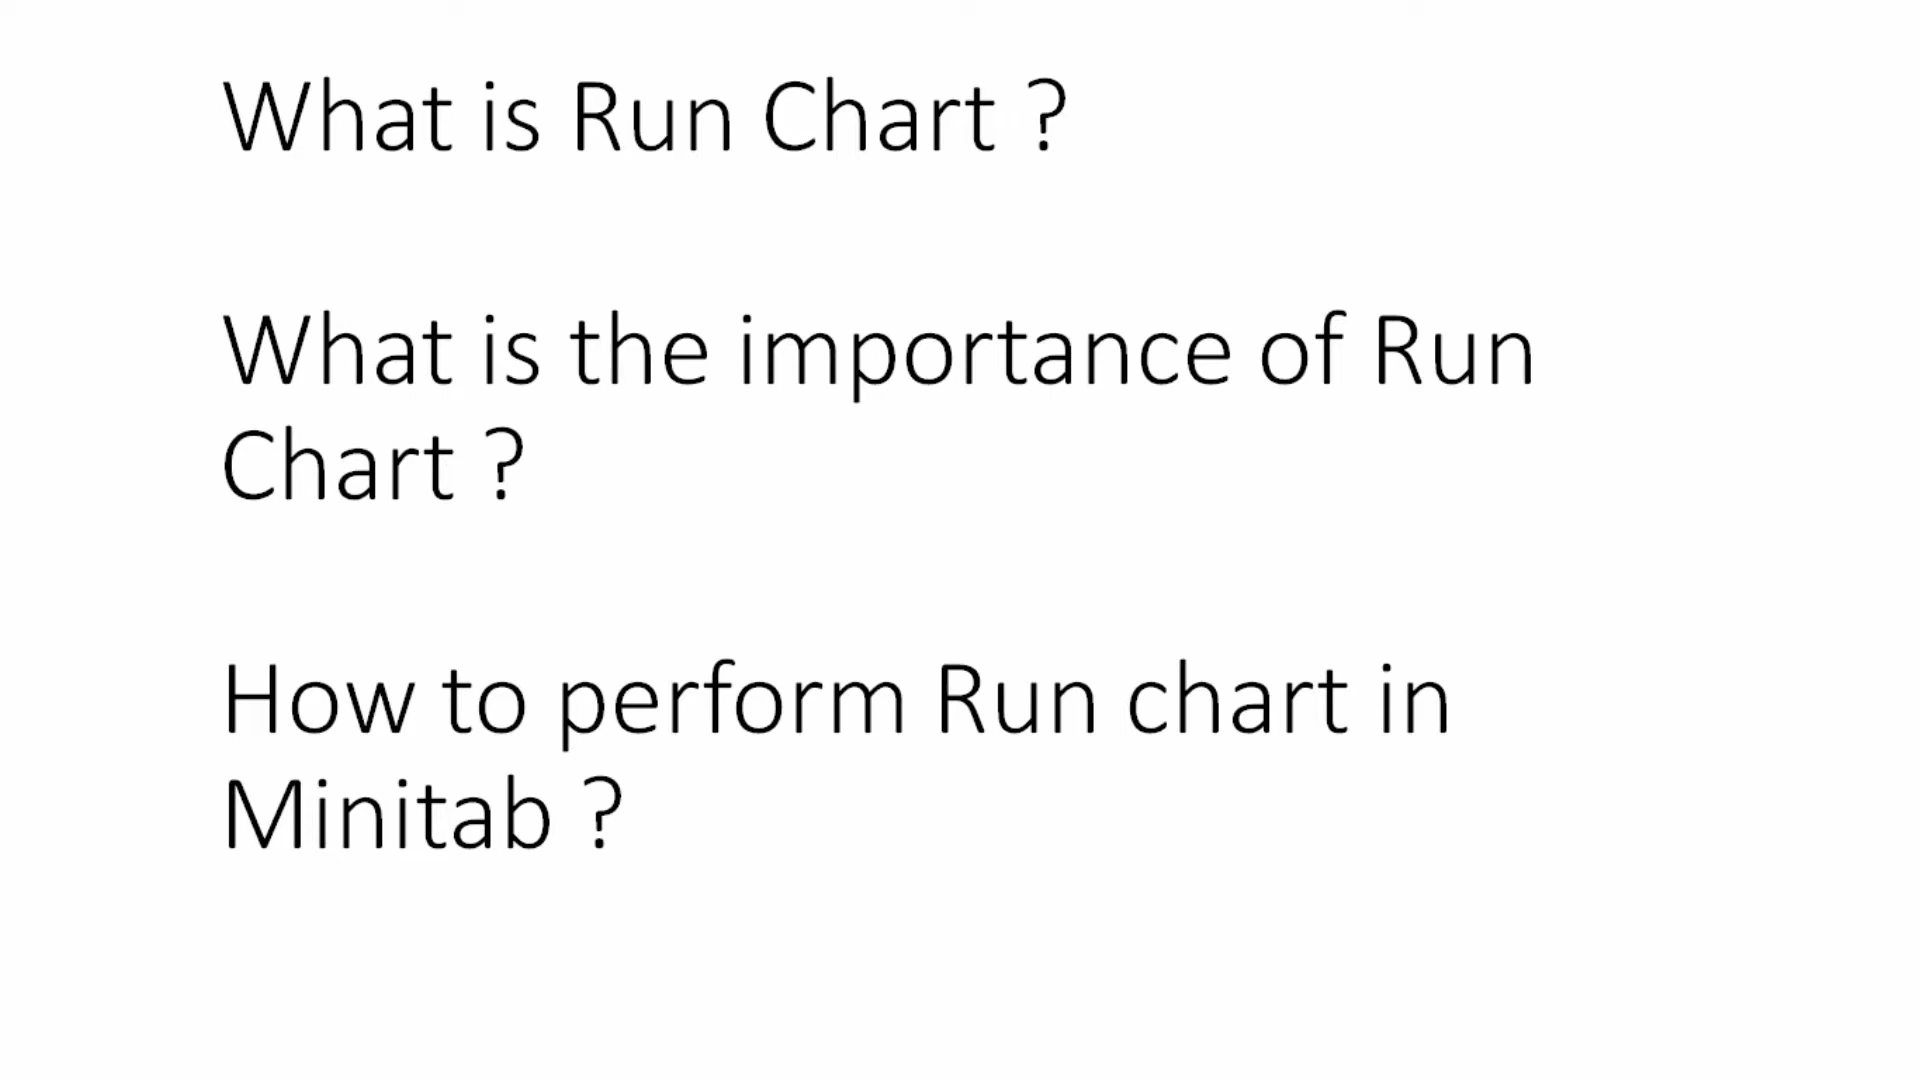 What is Run Chart ?
What is the importance of Run
Chart ?
How to perform Run chart in
Minitab ?